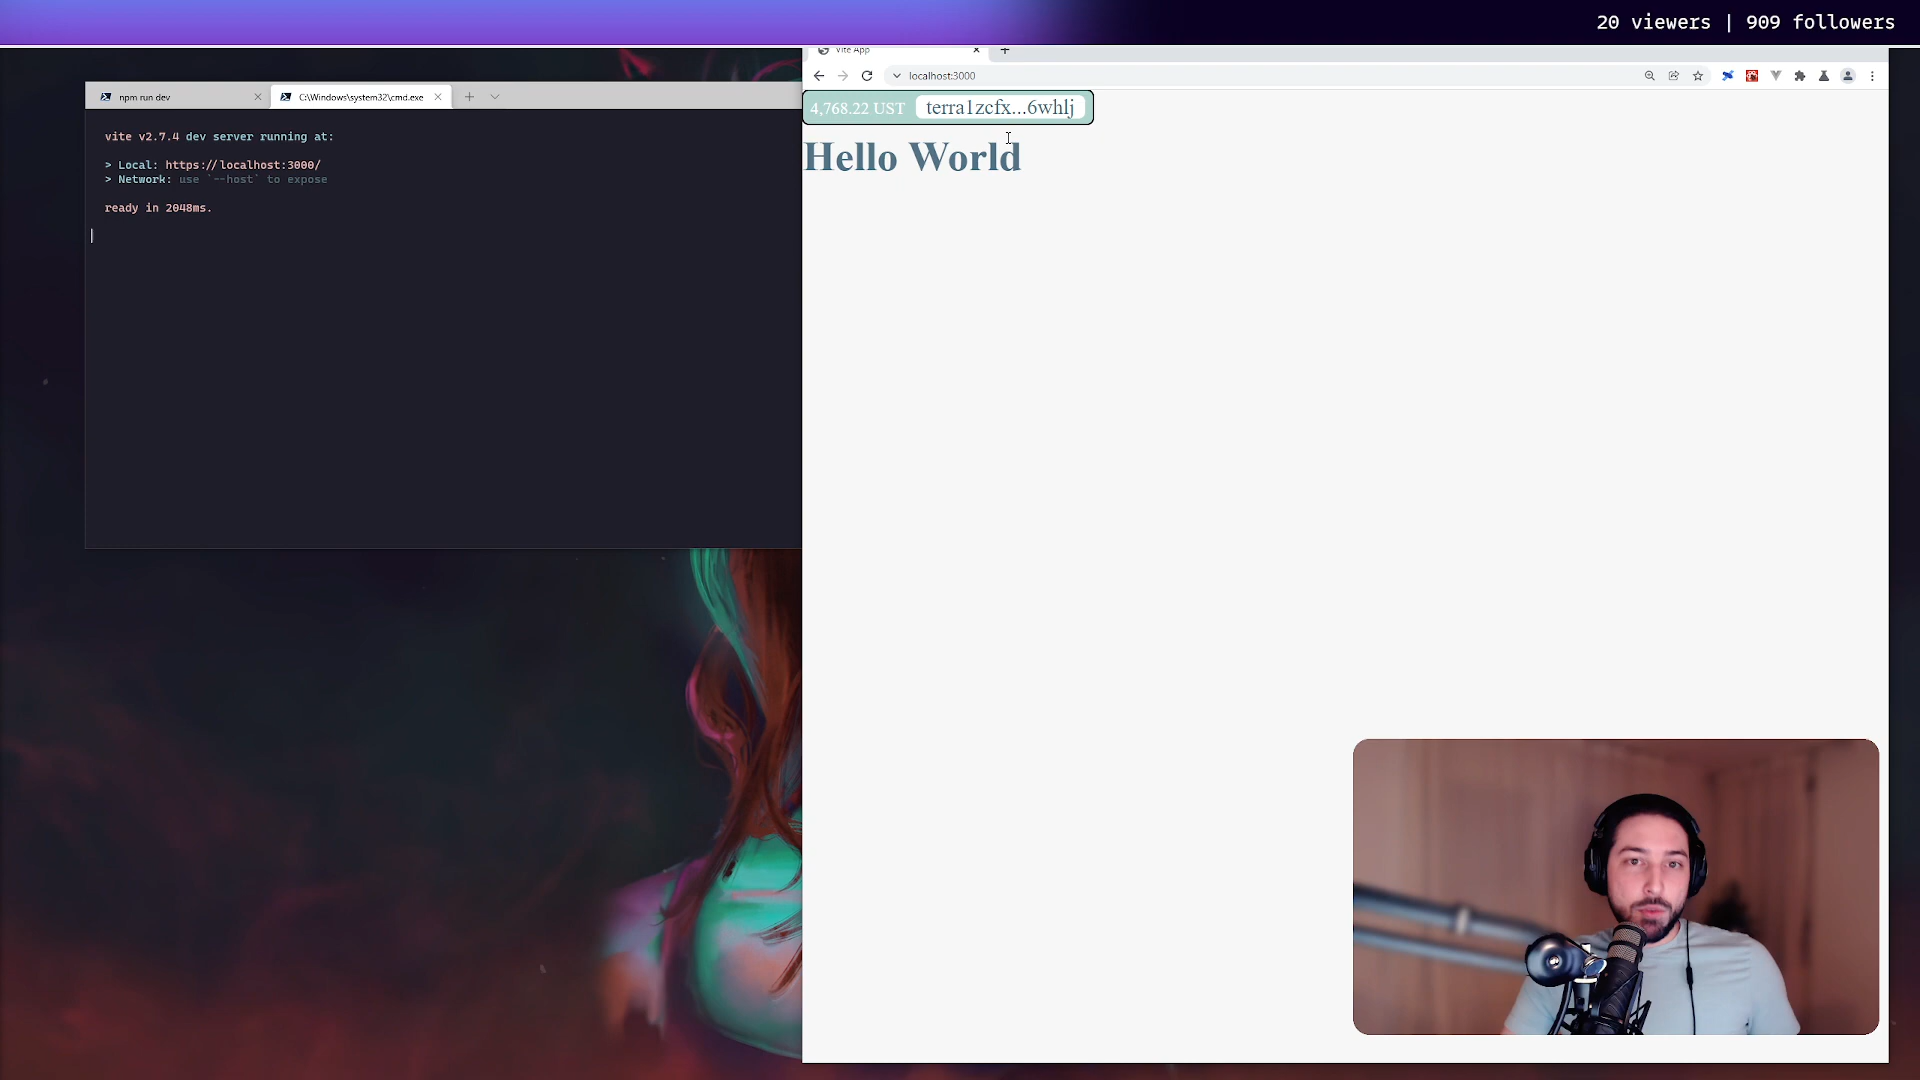 20 viewers | 909 followers
Vite App
localhost:3000
npm run dev
C:\Windows\system32\cmd.exe
vite v2.7.4 dev server running at:
> Local: https://localhost:3000/
> Network: use `--host` to expose
ready in 2048ms.
4,768.22 UST terra1zcfx...6whlj
Hello World